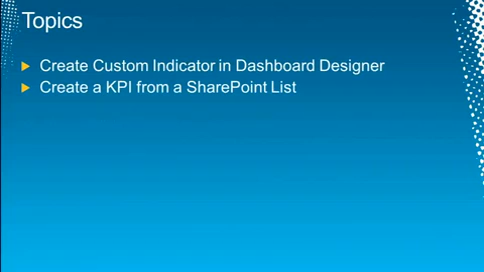 Topics
Create Custom Indicator in Dashboard Designer
Create a KPI from a SharePoint List